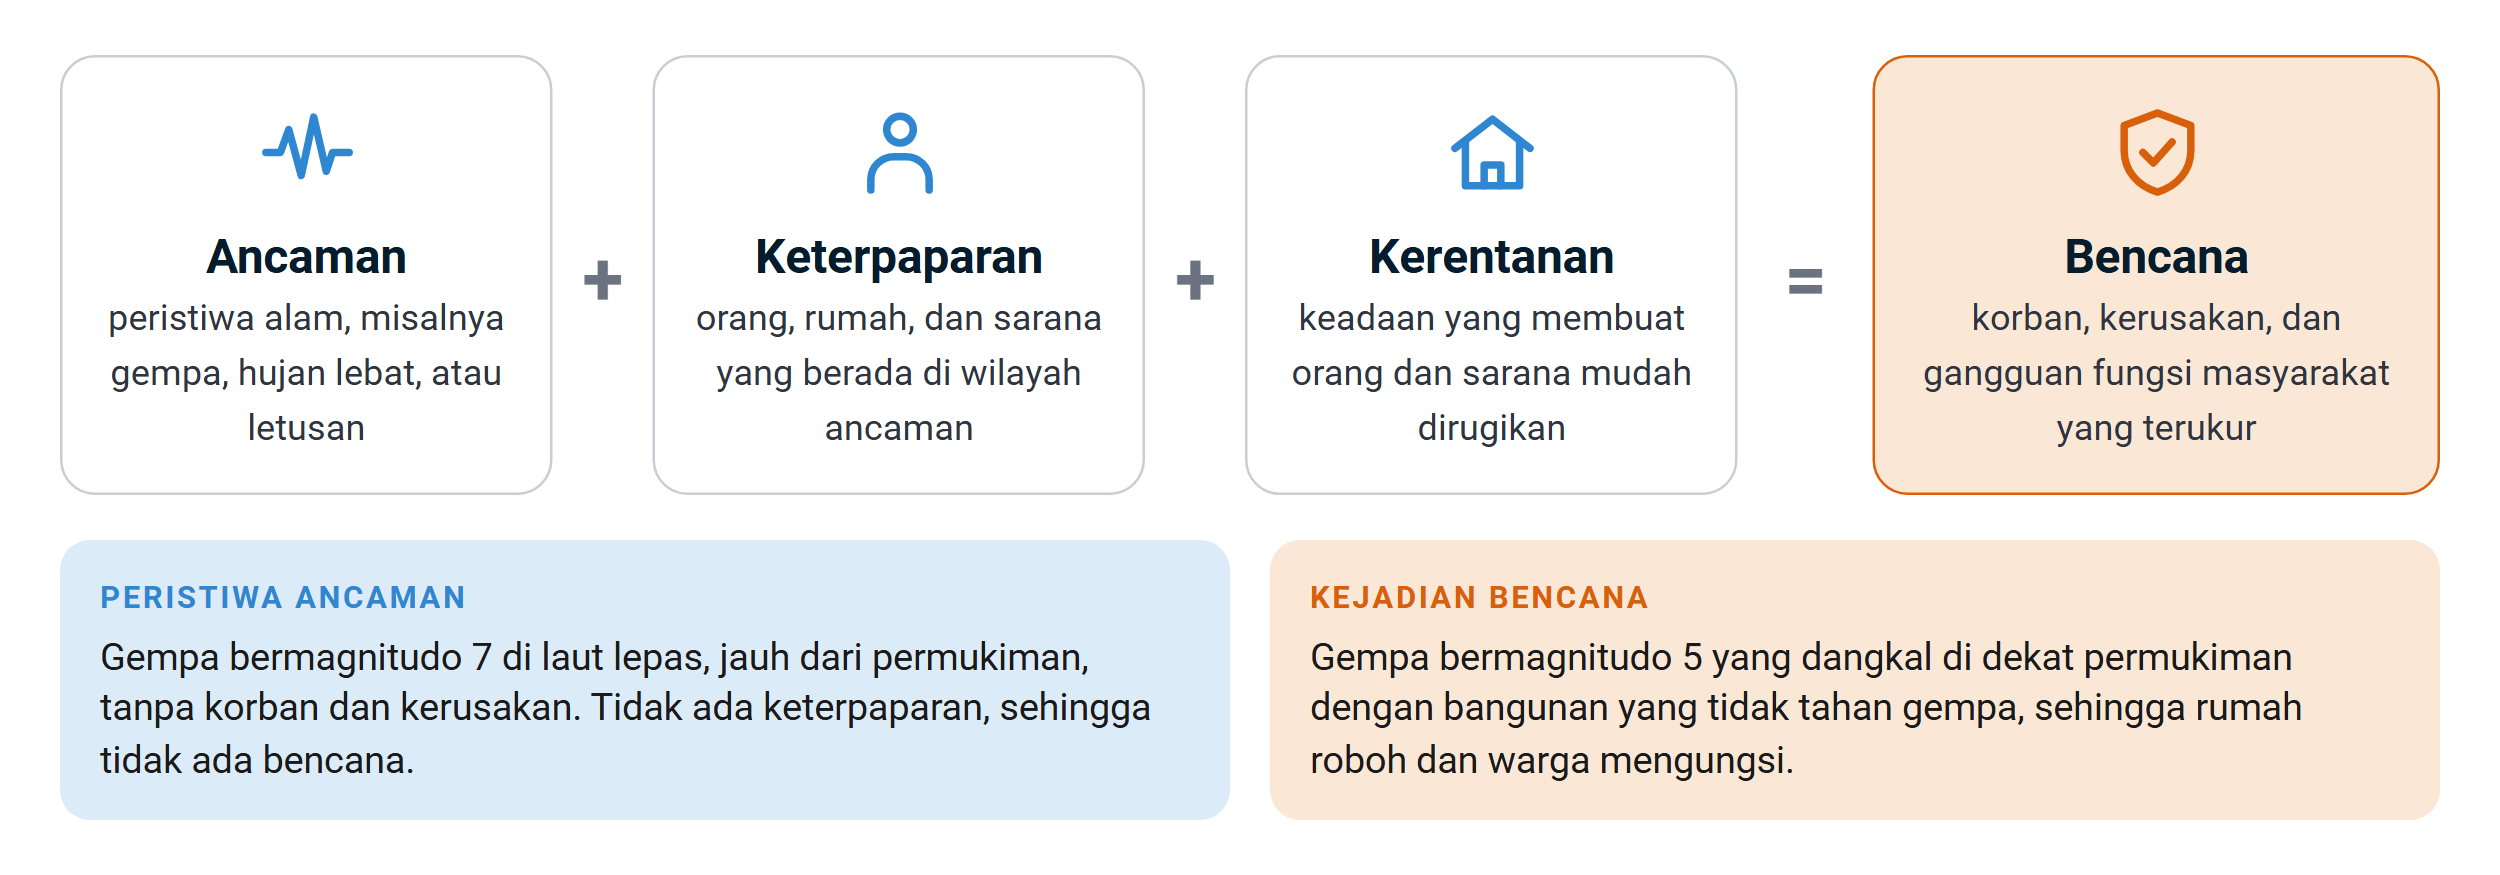 Ancaman
peristiwa alam, misalnya
gempa, hujan lebat, atau
letusan
+
Keterpaparan
orang, rumah, dan sarana
yang berada di wilayah
ancaman
+
Kerentanan
keadaan yang membuat
orang dan sarana mudah
dirugikan
=
Bencana
korban, kerusakan, dan
gangguan fungsi masyarakat
yang terukur
PERISTIWA ANCAMAN
Gempa bermagnitudo 7 di laut lepas, jauh dari permukiman,
tanpa korban dan kerusakan. Tidak ada keterpaparan, sehingga
tidak ada bencana.
KEJADIAN BENCANA
Gempa bermagnitudo 5 yang dangkal di dekat permukiman
dengan bangunan yang tidak tahan gempa, sehingga rumah
roboh dan warga mengungsi.